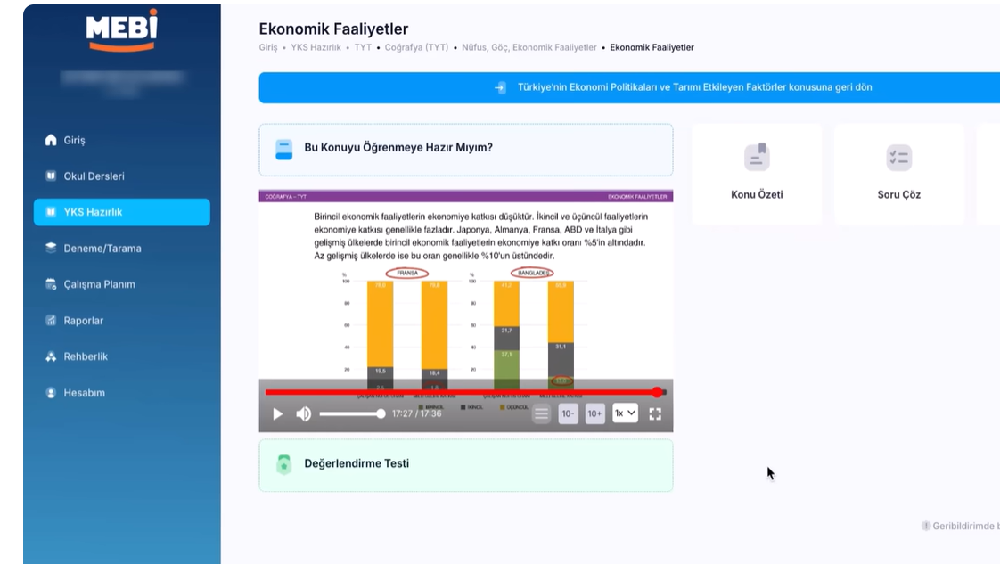 MEBİ
Giriş
Okul Dersleri
YKS Hazırlık
Deneme/Tarama
Çalışma Planım
Raporlar
Rehberlik
Hesabım
Ekonomik Faaliyetler
Giriş • YKS Hazırlık • TYT • Coğrafya (TYT) • Nüfus, Göç, Ekonomik Faaliyetler • Ekonomik Faaliyetler
Türkiye'nin Ekonomi Politikaları ve Tarımı Etkileyen Faktörler konusuna geri dön
Bu Konuyu Öğrenmeye Hazır Mıyım?
COĞRAFYA – TYT
EKONOMİK FAALİYETLER
Birincil ekonomik faaliyetlerin ekonomiye katkısı düşüktür. İkincil ve üçüncül faaliyetlerin
ekonomiye katkısı genellikle fazladır. Japonya, Almanya, Fransa, ABD ve İtalya gibi
gelişmiş ülkelerde birincil ekonomik faaliyetlerin ekonomiye katkı oranı %5'in altındadır.
Az gelişmiş ülkelerde ise bu oran genellikle %10'un üstündedir.
% FRANSA % BANGLADEŞ
100 100
80 80
60 21,7 60
40 37,1 31,1 40
20 19,5 18,4 20
BİRİNCİL İKİNCİL ÜÇÜNCÜL
17:27 / 17:36 10- 10+ 1x
Değerlendirme Testi
Konu Özeti
Soru Çöz
Geribildirimde b